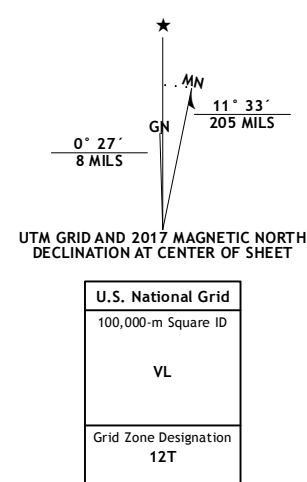 ★
MN
GN
11° 33´
205 MILS
0° 27´
8 MILS
UTM GRID AND 2017 MAGNETIC NORTH
DECLINATION AT CENTER OF SHEET
U.S. National Grid
100,000-m Square ID
VL
Grid Zone Designation
12T